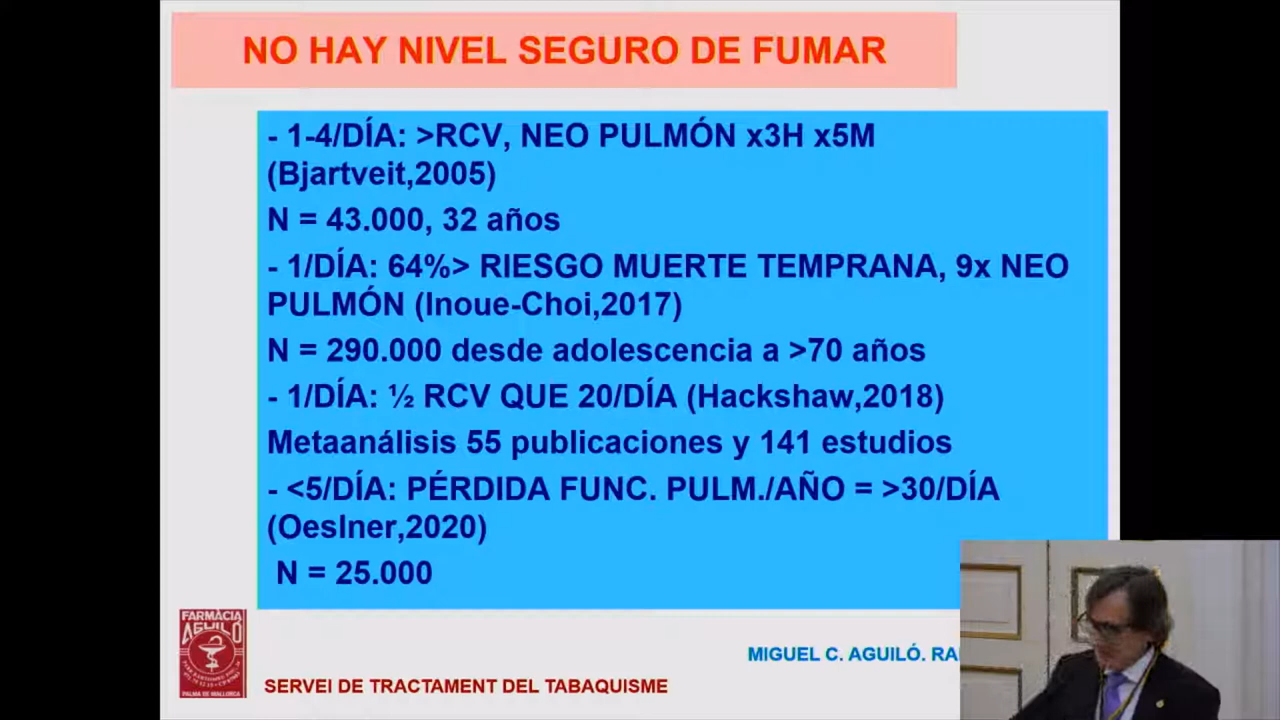 NO HAY NIVEL SEGURO DE FUMAR
- 1-4/DÍA: >RCV, NEO PULMÓN x3H x5M
(Bjartveit,2005)
N = 43.000, 32 años
- 1/DÍA: 64%> RIESGO MUERTE TEMPRANA, 9x NEO
PULMÓN (Inoue-Choi,2017)
N = 290.000 desde adolescencia a >70 años
- 1/DÍA: ½ RCV QUE 20/DÍA (Hackshaw,2018)
Metaanálisis 55 publicaciones y 141 estudios
- <5/DÍA: PÉRDIDA FUNC. PULM./AÑO = >30/DÍA
(Oeslner,2020)
N = 25.000
FARMÀCIA
AGUILÓ
PALMA DE MALLORCA
MIGUEL C. AGUILÓ. RA
SERVEI DE TRACTAMENT DEL TABAQUISME